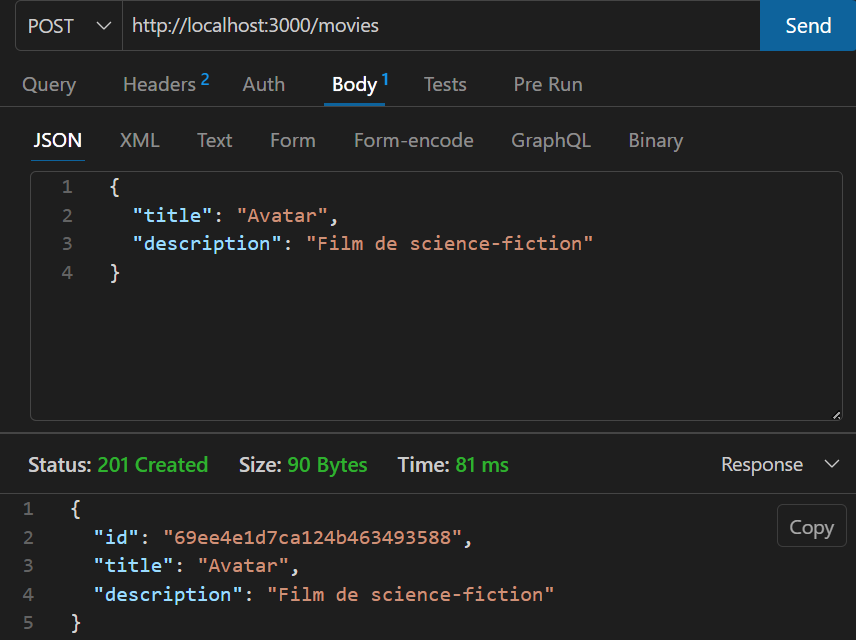 POST http://localhost:3000/movies Send
Query Headers 2 Auth Body 1 Tests Pre Run
JSON XML Text Form Form-encode GraphQL Binary
1 {
2 "title": "Avatar",
3 "description": "Film de science-fiction"
4 }
Status: 201 Created Size: 90 Bytes Time: 81 ms Response
1 {
2 "id": "69ee4e1d7ca124b463493588",
3 "title": "Avatar",
4 "description": "Film de science-fiction"
5 }
Copy